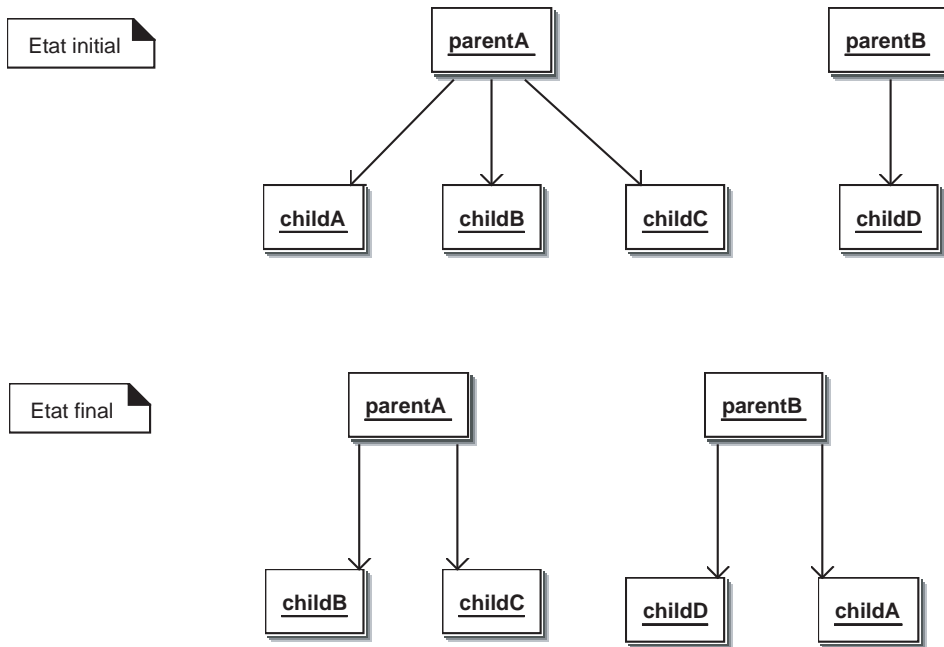 Etat initial
parentA
parentB
childA
childB
childC
childD
Etat final
parentA
parentB
childB
childC
childD
childA